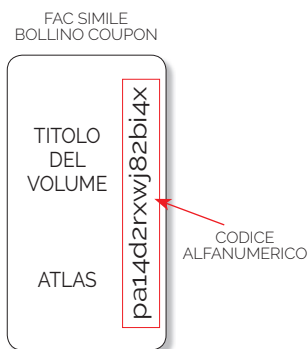 FAC SIMILE
BOLLINO COUPON
TITOLO
DEL
VOLUME
ATLAS
pa14d2rxwj82bi4x
CODICE
ALFANUMERICO